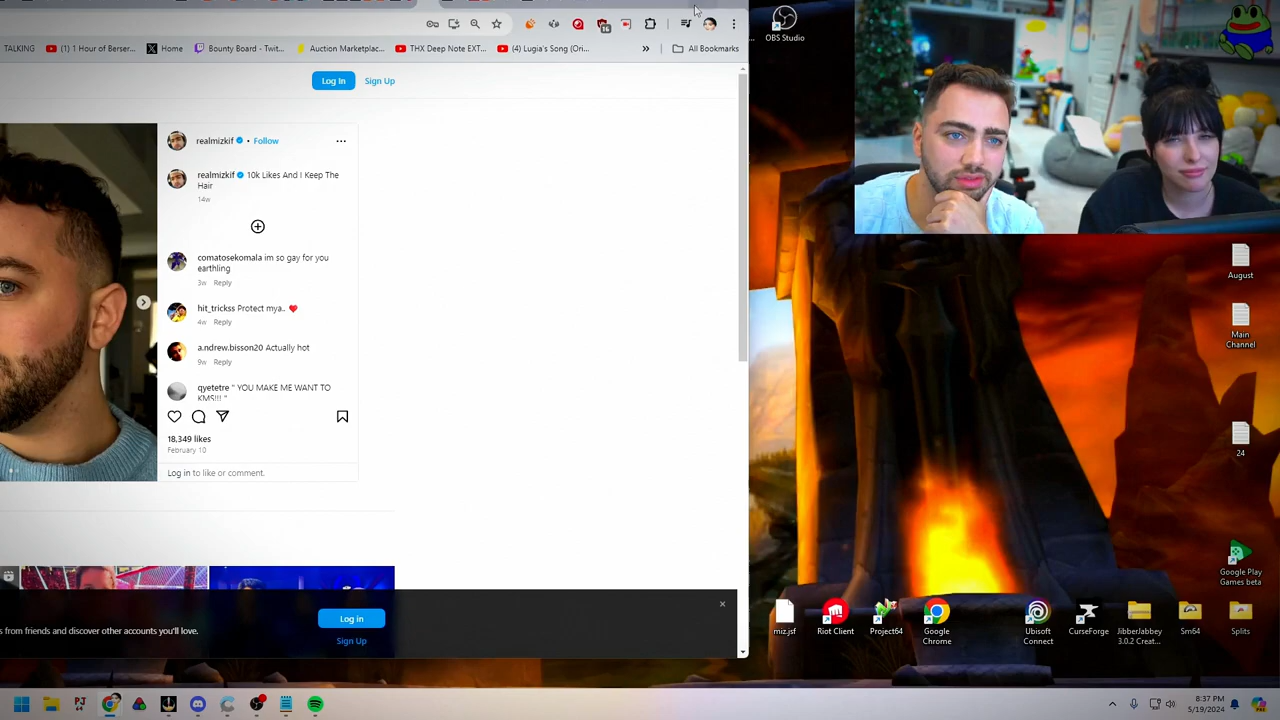 16
TALKING
(1) 1 Hour of Berser...
Home
Bounty Board - Twit...
Auction Marketplac...
THX Deep Note EXT...
(4) Lugia's Song (Ori...
»
All Bookmarks
Log In
Sign Up
realmizkif • Follow
...
realmizkif 10k Likes And I Keep The
Hair
14w
comatosekomala im so gay for you
earthling
3w Reply
hit_trickss Protect mya.. ♥
4w Reply
a.ndrew.bisson20 Actually hot
9w Reply
qyetetre " YOU MAKE ME WANT TO
KMS!!! "
18,349 likes
February 10
Log in to like or comment.
s from friends and discover other accounts you'll love.
Log in
Sign Up
OBS Studio
August
Main
Channel
24
Google Play
Games beta
miz.jsf
Riot Client
Project64
Google
Chrome
Ubisoft
Connect
CurseForge
JibberJabbey
3.0.2 Creat...
Sm64
Splits
8:37 PM
5/19/2024